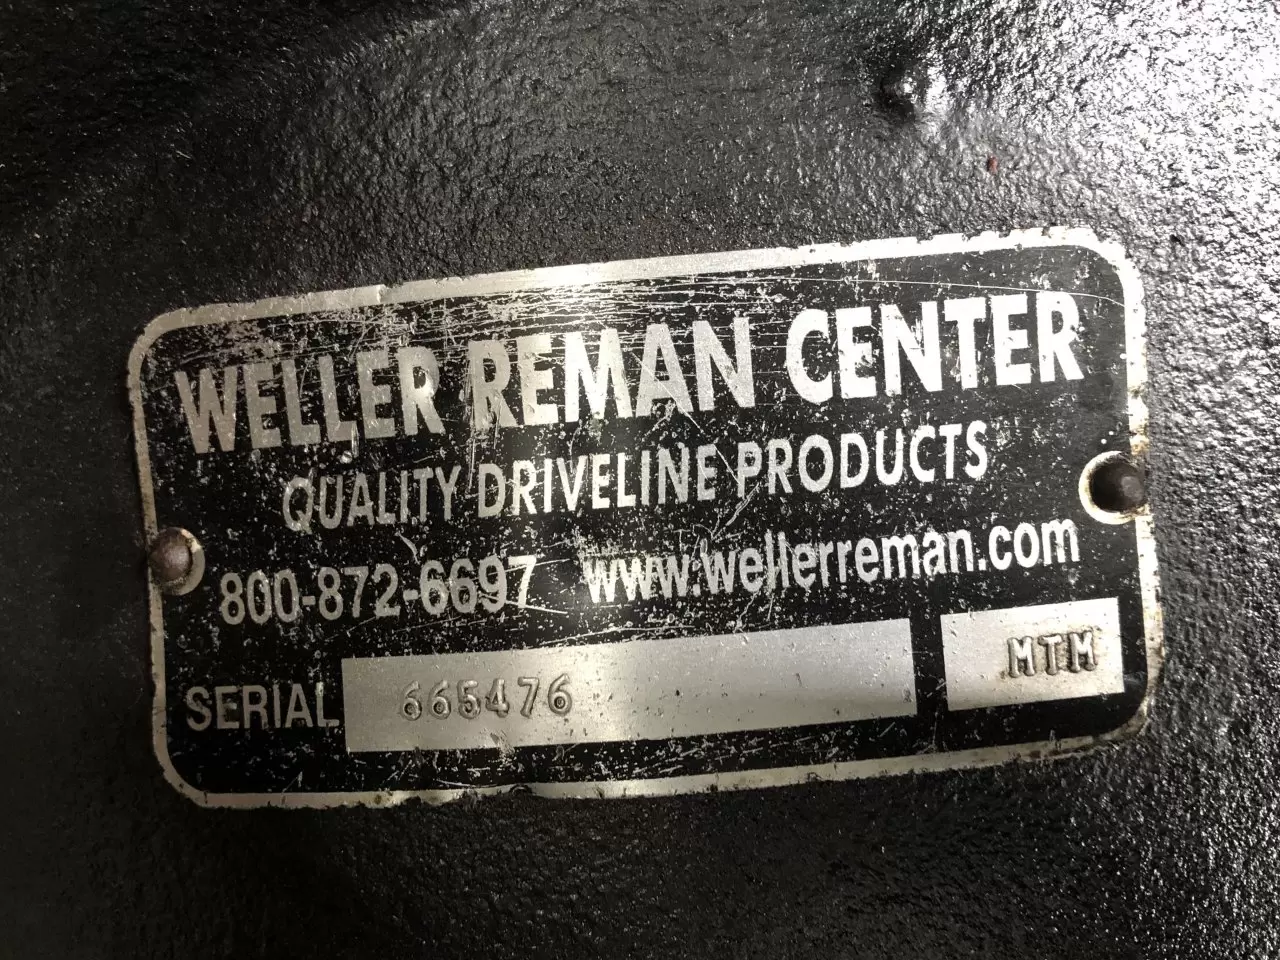 WELLER REMAN CENTER
QUALITY DRIVELINE PRODUCTS
800-872-6697 www.wellerreman.com
SERIAL 665476 MTM